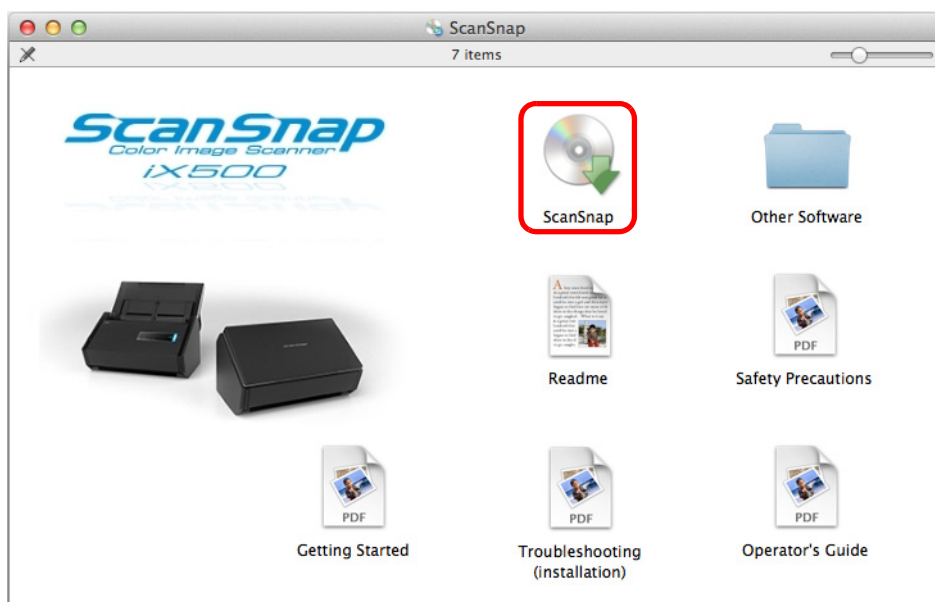 ScanSnap
7 items
ScanSnap
Color Image Scanner
iX500
ScanSnap
Other Software
Readme
PDF
Safety Precautions
PDF
Getting Started
PDF
Troubleshooting
(installation)
PDF
Operator's Guide